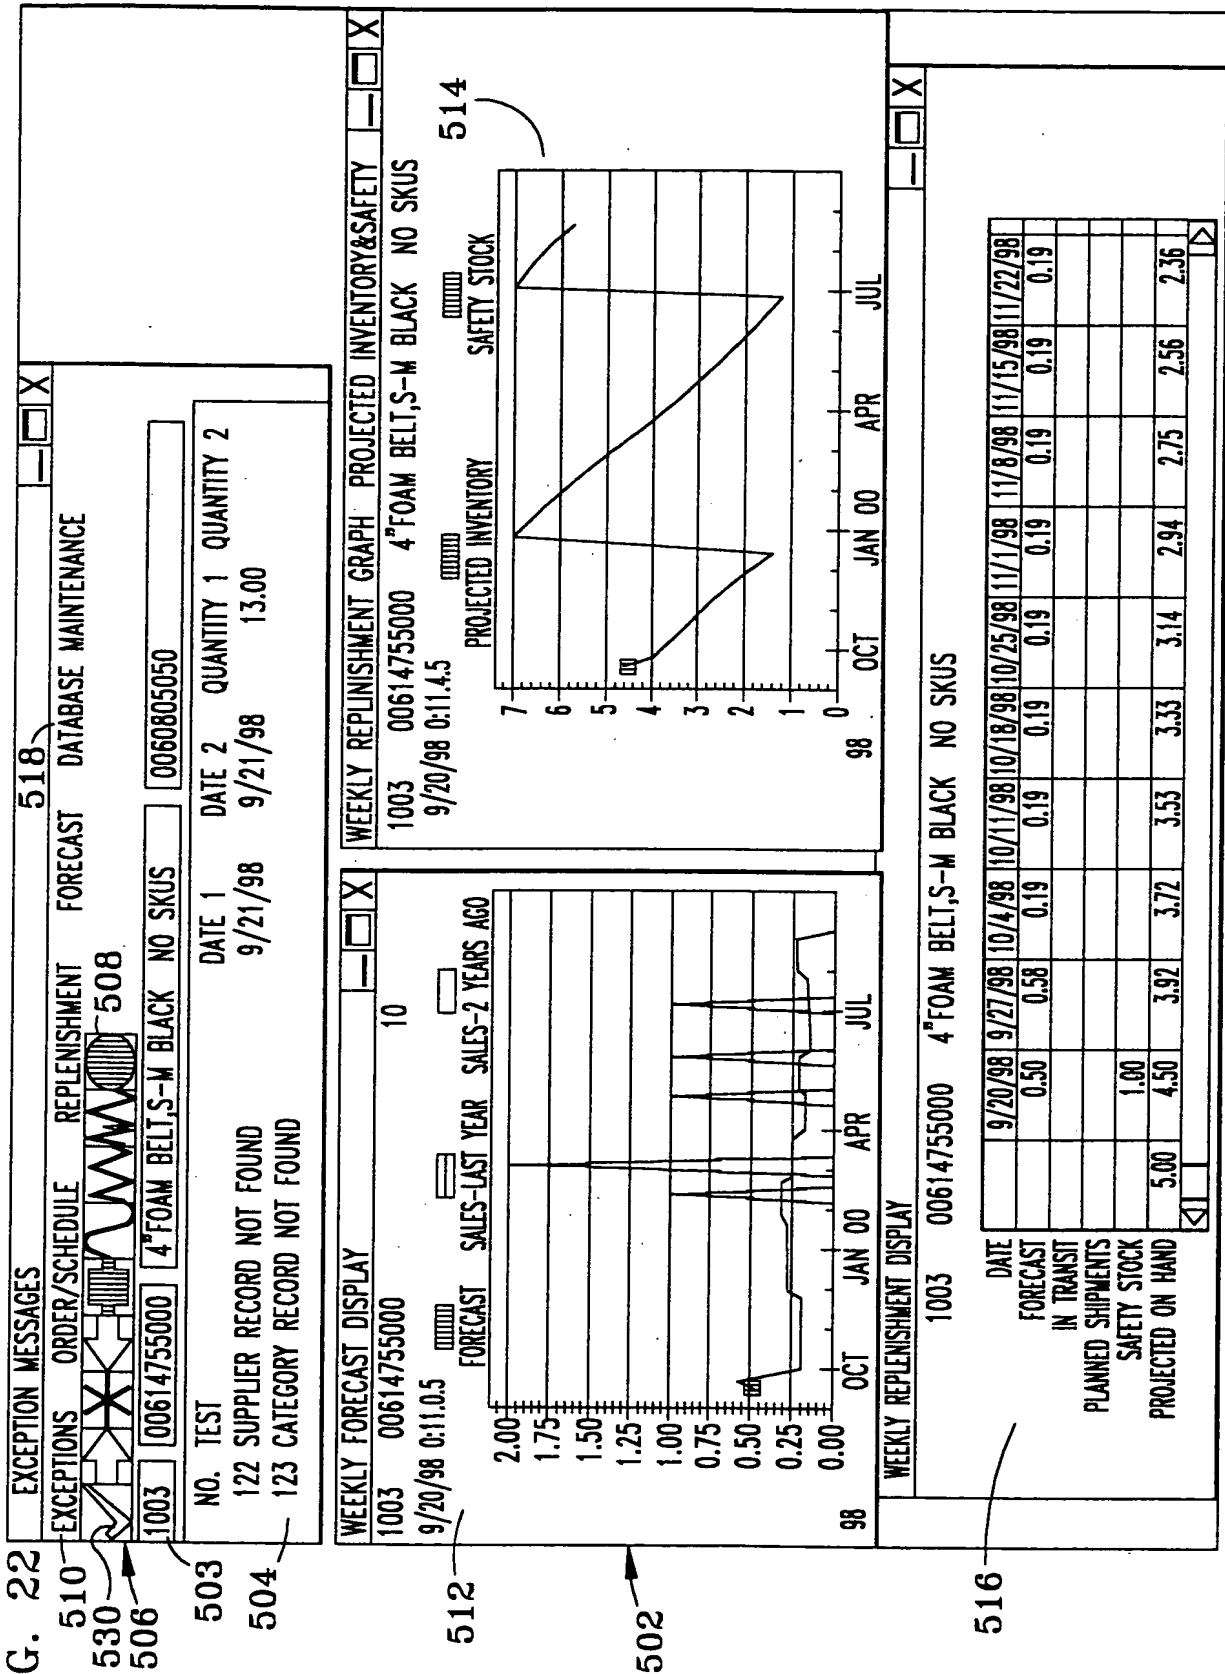 G. 22
EXCEPTION MESSAGES
518
510
EXCEPTIONS ORDER/SCHEDULE REPLENISHMENT FORECAST DATABASE MAINTENANCE
530
508
506
1003 00614755000 4"FOAM BELT,S-M BLACK NO SKUS 0060805050
503
NO. TEST DATE 1 DATE 2 QUANTITY 1 QUANTITY 2
122 SUPPLIER RECORD NOT FOUND 9/21/98 9/21/98 13.00
123 CATEGORY RECORD NOT FOUND
504
WEEKLY FORECAST DISPLAY
1003 00614755000 10
9/20/98 0:11.0.5
FORECAST SALES-LAST YEAR SALES-2 YEARS AGO
512
2.00
1.75
1.50
1.25
1.00
0.75
0.50
0.25
0.00
OCT JAN 00 APR JUL
98
502
WEEKLY REPLINISHMENT GRAPH PROJECTED INVENTORY&SAFETY
1003 00614755000 4"FOAM BELT,S-M BLACK NO SKUS
9/20/98 0:11.4.5
PROJECTED INVENTORY SAFETY STOCK
514
7
6
5
4
3
2
1
0
OCT JAN 00 APR JUL
98
WEEKLY REPLENISHMENT DISPLAY
1003 00614755000 4"FOAM BELT,S-M BLACK NO SKUS
DATE 9/20/98 9/27/98 10/4/98 10/11/98 10/18/98 10/25/98 11/1/98 11/8/98 11/15/98 11/22/98
FORECAST 0.50 0.58 0.19 0.19 0.19 0.19 0.19 0.19 0.19 0.19
IN TRANSIT
PLANNED SHIPMENTS
SAFETY STOCK 1.00
PROJECTED ON HAND 5.00 4.50 3.92 3.72 3.53 3.33 3.14 2.94 2.75 2.56 2.36
516